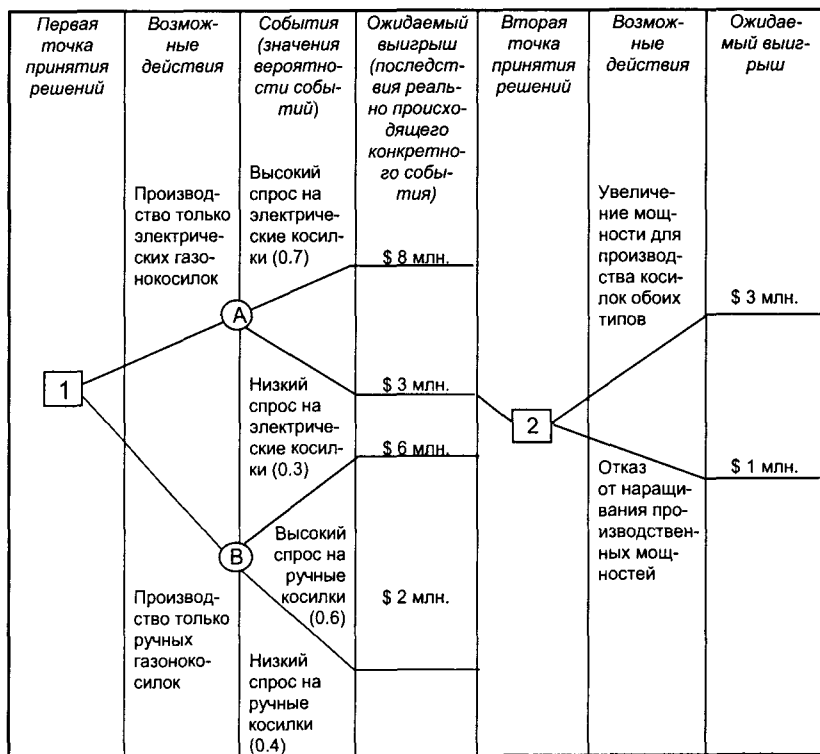 Первая
точка
принятия
решений
Возмож-
ные
действия
События
(значения
вероятно-
сти собы-
тий)
Ожидаемый
выигрыш
(последст-
вия реаль-
но происхо-
дящего
конкретно-
го собы-
тия)
Вторая
точка
принятия
решений
Возмож-
ные
действия
Ожидае-
мый выиг-
рыш
Производ-
ство только
электриче-
ских газо-
нокосилок
Высокий
спрос на
электриче-
ские косил-
ки (0.7)
$ 8 млн.
A
1
Низкий
спрос на
электриче-
ские косил-
ки (0.3)
$ 3 млн.
$ 6 млн.
B
Высокий
спрос на
ручные
косилки
(0.6)
$ 2 млн.
Производ-
ство только
ручных
газоноко-
силок
Низкий
спрос на
ручные
косилки
(0.4)
2
Увеличе-
ние мощ-
ности для
производ-
ства коси-
лок обоих
типов
$ 3 млн.
Отказ
от наращи-
вания про-
изводствен-
ных мощ-
ностей
$ 1 млн.